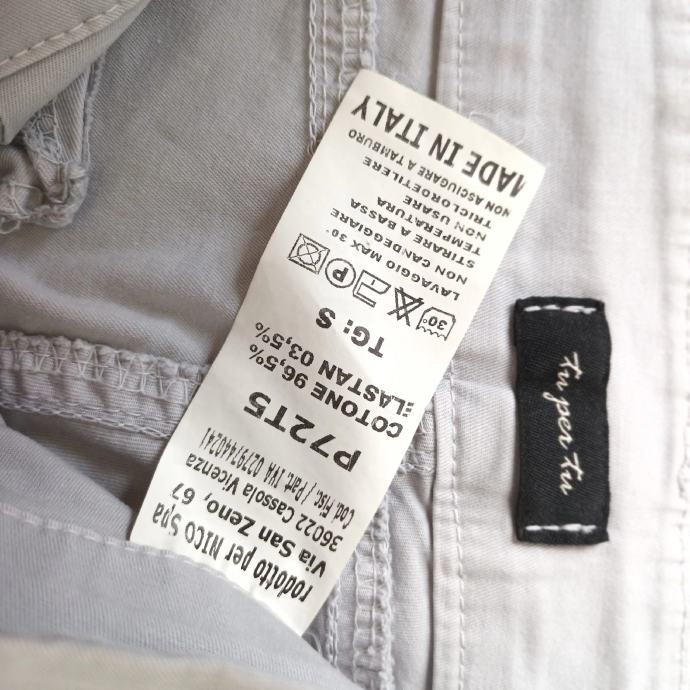 rodotto per NICO Spa
Via San Zeno, 67
36022 Cassola Vicenza
Cod. Fisc. / Part. IVA 02797440241
P72T5
COTONE 96,5%
ELASTAN 03,5%
TG: S
30°
P
LAVAGGIO MAX 30°
NON CANDEGGIARE
STIRARE A BASSA
TEMPERATURA
NON USARE
TRICLOROETILERE
NON ASCIUGARE A TAMBURO
MADE IN ITALY
tu per tu